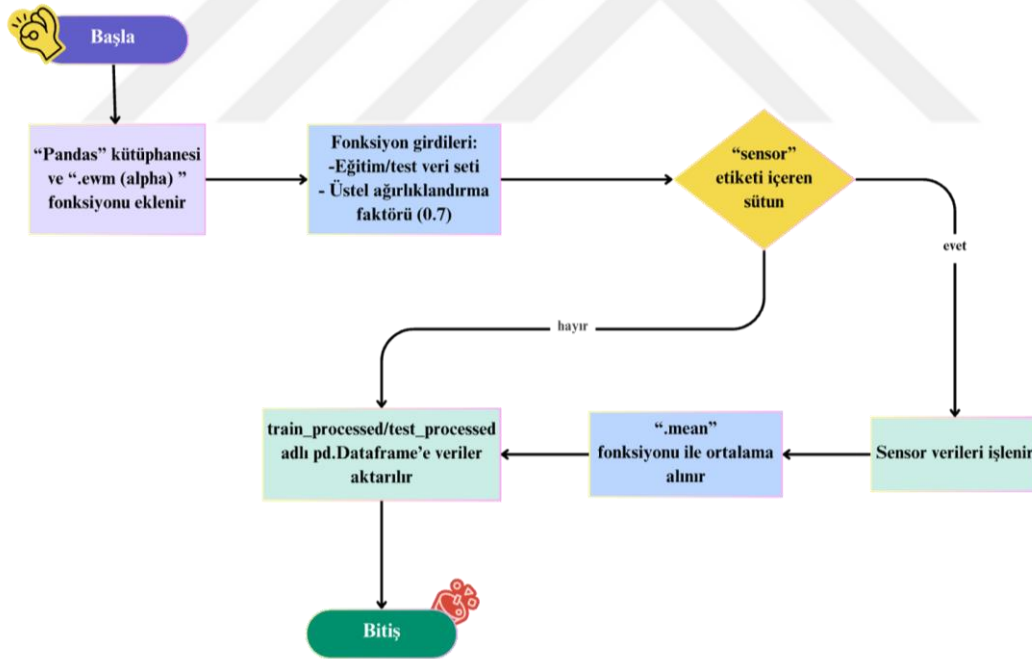 Başla
“Pandas” kütüphanesi
ve “.ewm (alpha) ”
fonksiyonu eklenir
Fonksiyon girdileri:
-Eğitim/test veri seti
- Üstel ağırlıklandırma
faktörü (0.7)
“sensor”
etiketi içeren
sütun
evet
hayır
train_processed/test_processed
adlı pd.Dataframe’e veriler
aktarılır
“.mean”
fonksiyonu ile ortalama
alınır
Sensor verileri işlenir
Bitiş